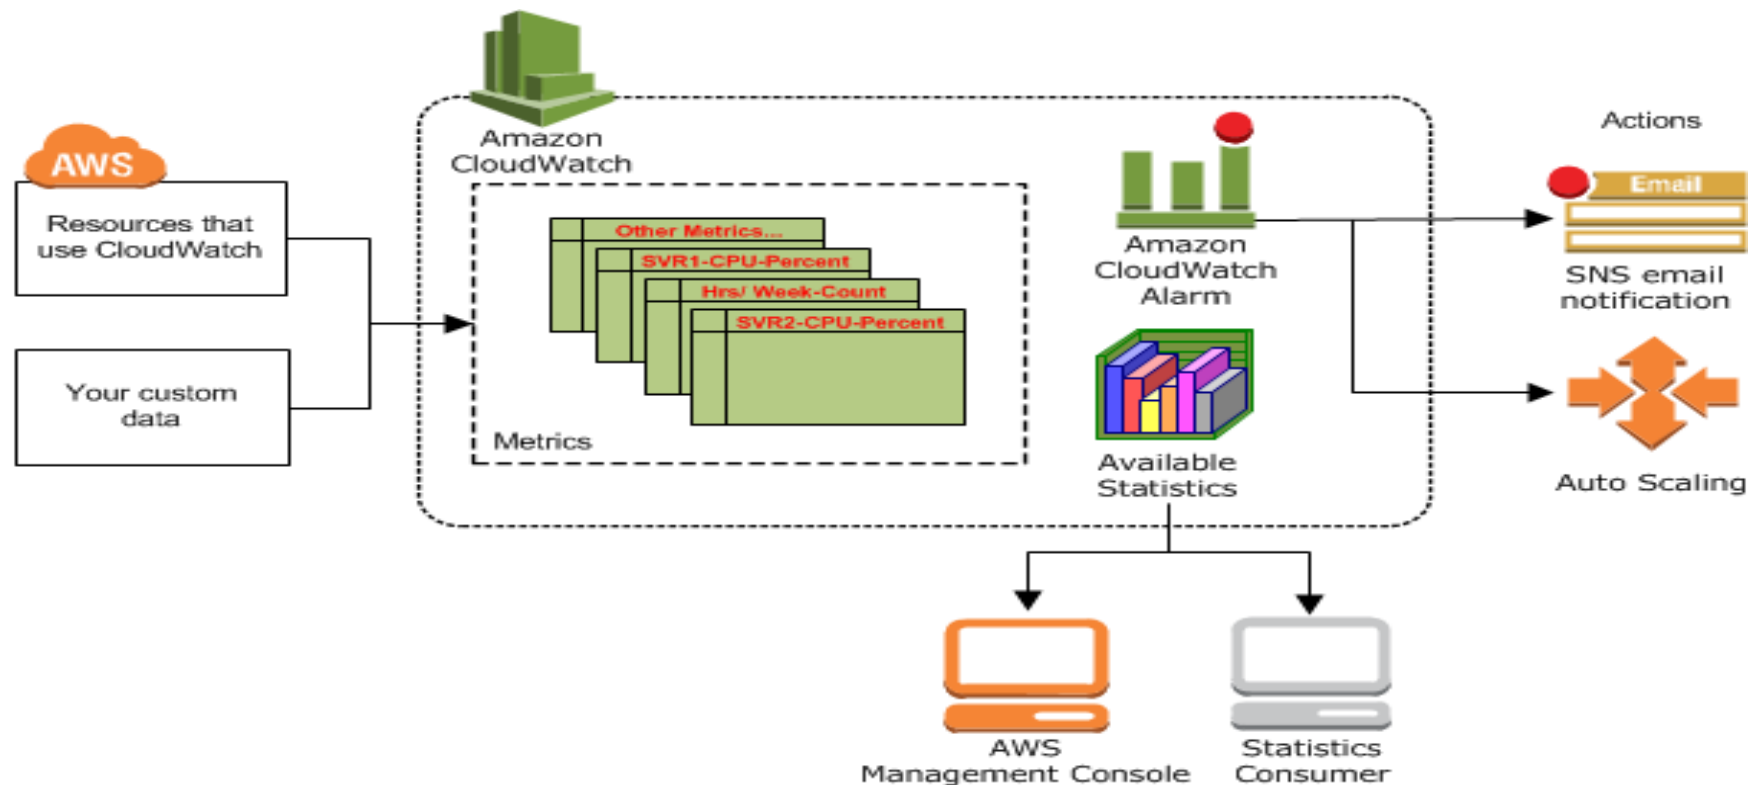 AWS
Resources that
use CloudWatch
Your custom
data
Amazon
CloudWatch
Other Metrics...
SVR1-CPU-Percent
Hrs/ Week-Count
SVR2-CPU-Percent
Metrics
Amazon
CloudWatch
Alarm
Available
Statistics
Actions
Email
SNS email
notification
Auto Scaling
AWS
Management Console
Statistics
Consumer